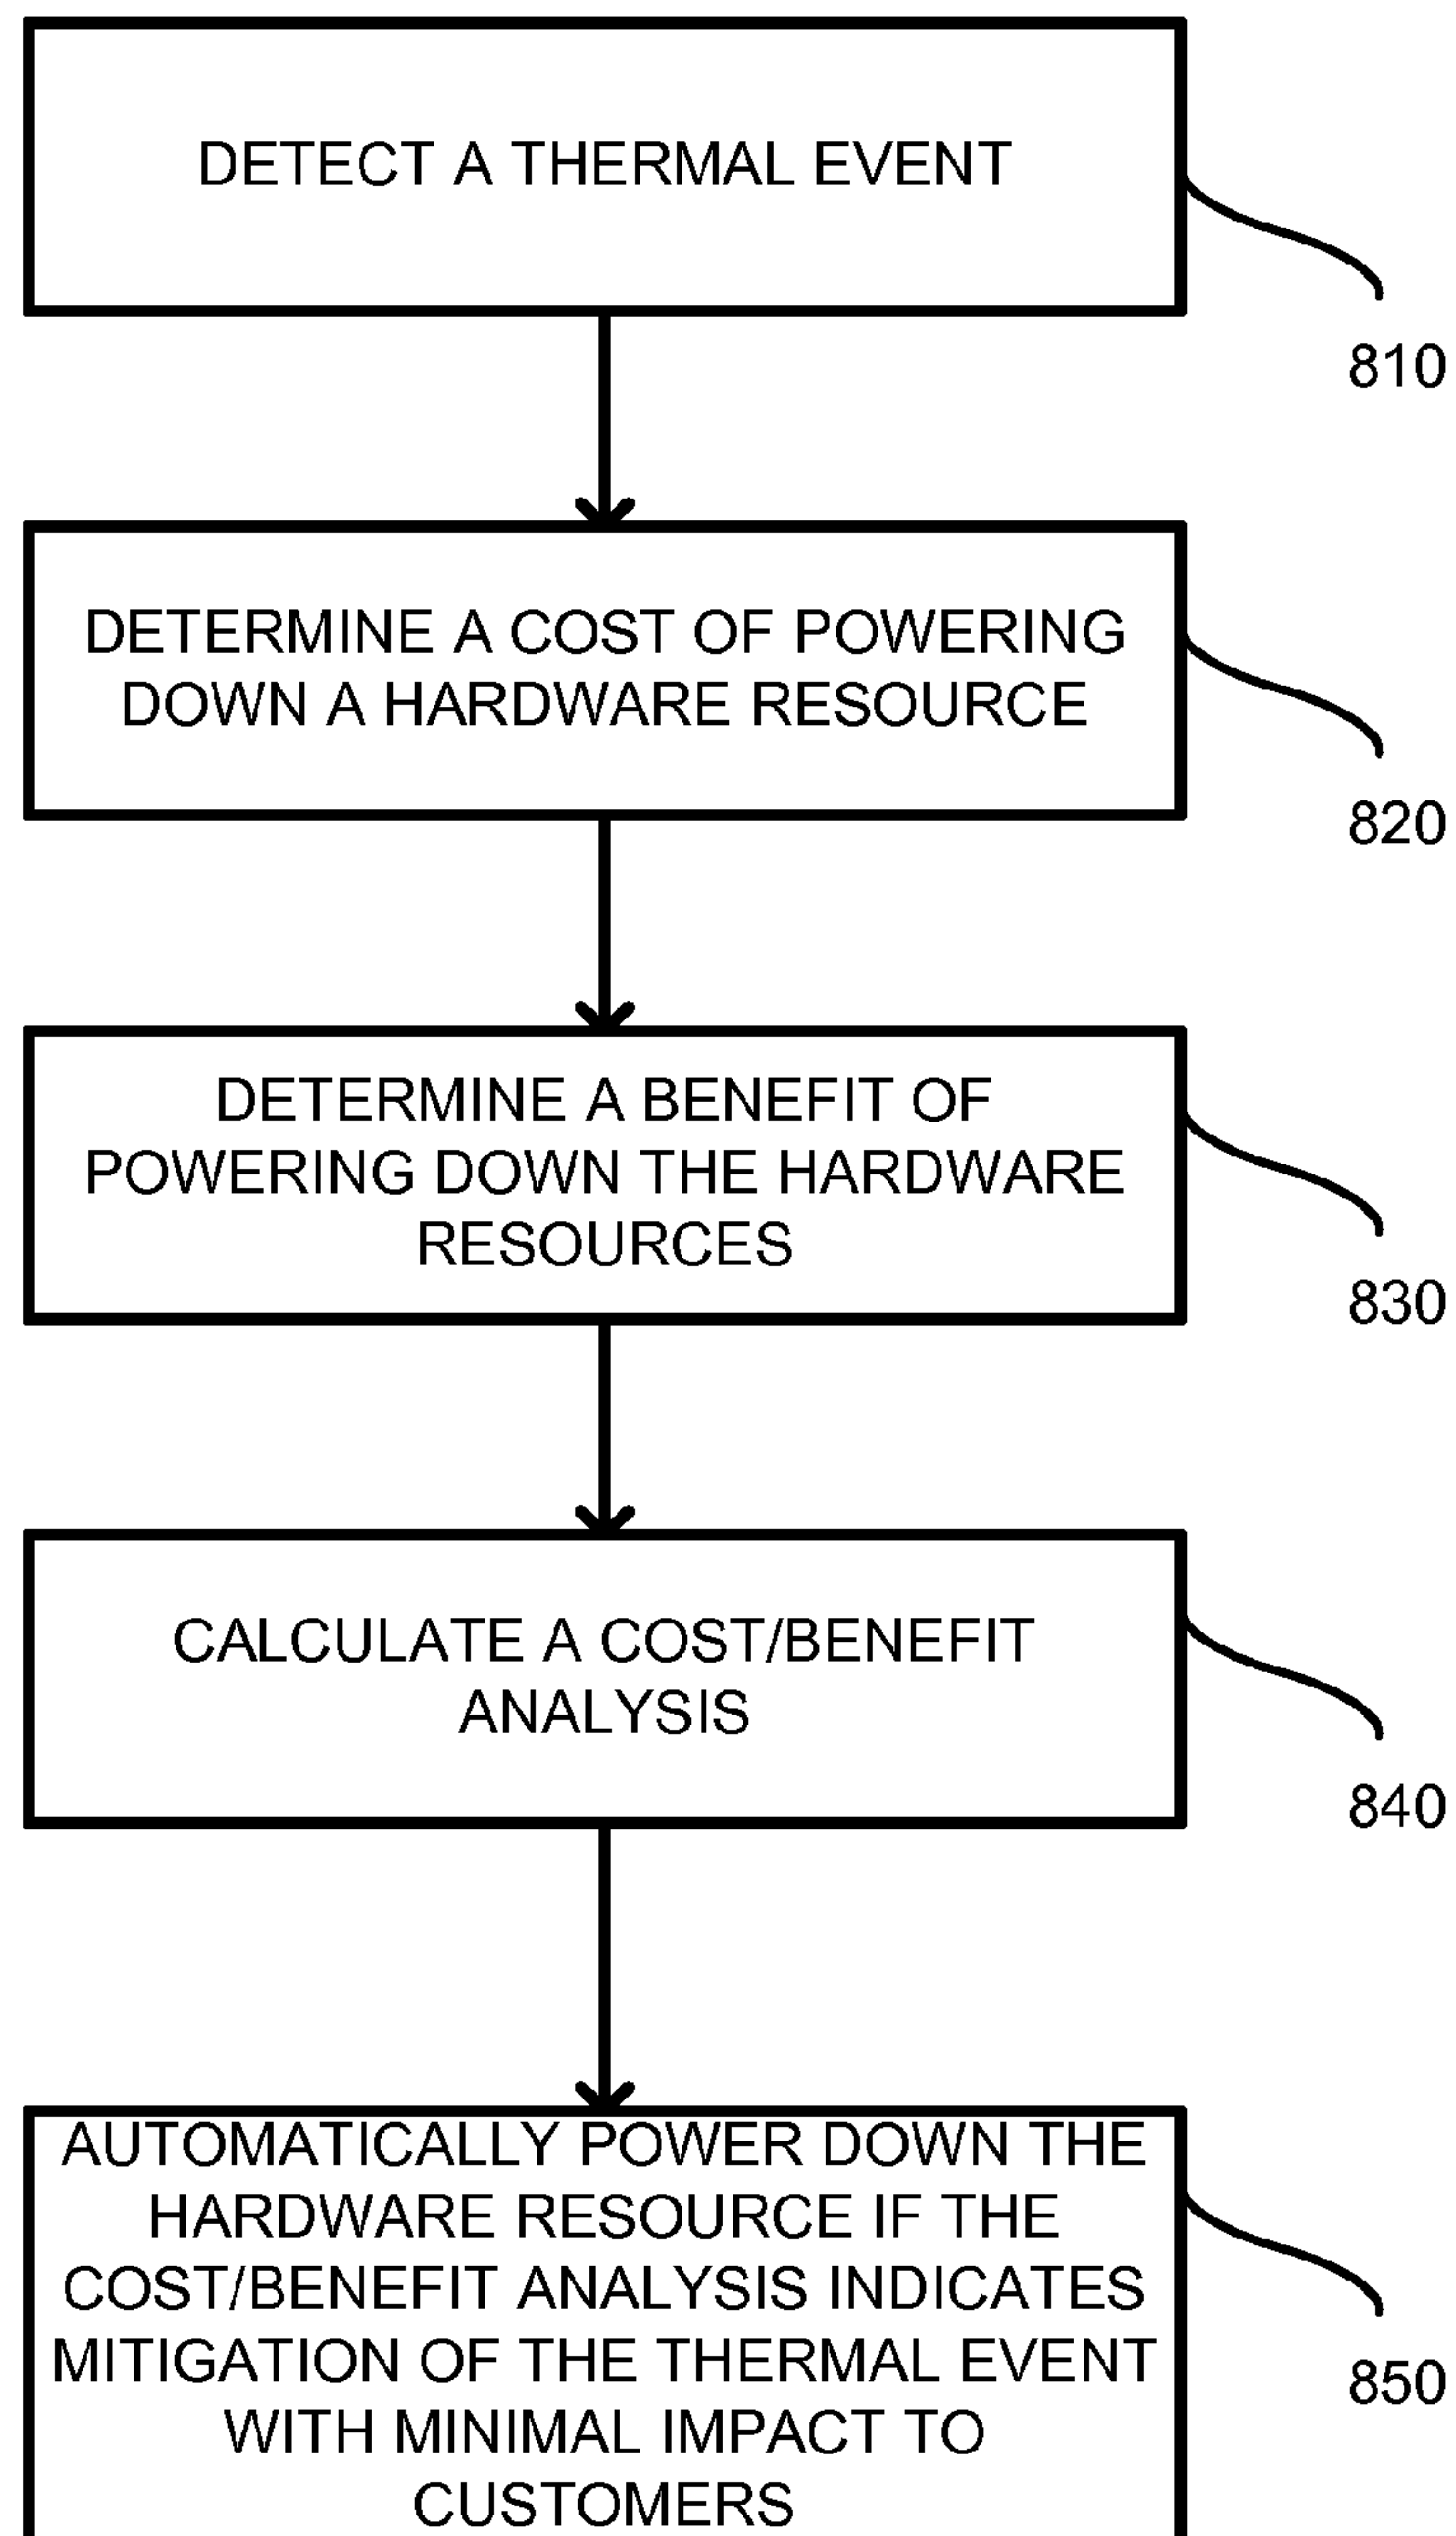 DETECT A THERMAL EVENT
810
DETERMINE A COST OF POWERING
DOWN A HARDWARE RESOURCE
820
DETERMINE A BENEFIT OF
POWERING DOWN THE HARDWARE
RESOURCES
830
CALCULATE A COST/BENEFIT
ANALYSIS
840
AUTOMATICALLY POWER DOWN THE
HARDWARE RESOURCE IF THE
COST/BENEFIT ANALYSIS INDICATES
MITIGATION OF THE THERMAL EVENT
WITH MINIMAL IMPACT TO
CUSTOMERS
850